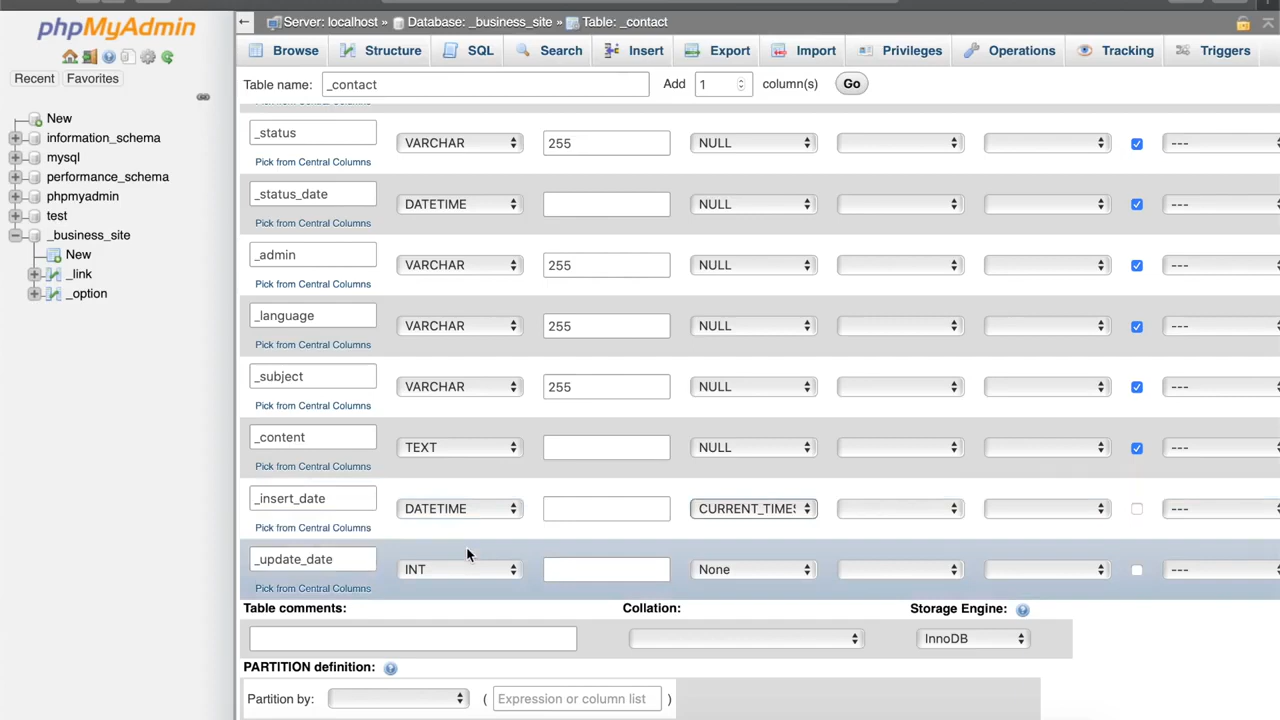 phpMyAdmin
Recent Favorites
New
information_schema
mysql
performance_schema
phpmyadmin
test
_business_site
New
_link
_option
← Server: localhost » Database: _business_site » Table: _contact
Browse Structure SQL Search Insert Export Import Privileges Operations Tracking Triggers
Table name: _contact Add 1 column(s) Go
Pick from Central Columns
_status VARCHAR 255 NULL ---
Pick from Central Columns
_status_date DATETIME NULL ---
Pick from Central Columns
_admin VARCHAR 255 NULL ---
Pick from Central Columns
_language VARCHAR 255 NULL ---
Pick from Central Columns
_subject VARCHAR 255 NULL ---
Pick from Central Columns
_content TEXT NULL ---
Pick from Central Columns
_insert_date DATETIME CURRENT_TIMES ---
Pick from Central Columns
_update_date INT None ---
Pick from Central Columns
Table comments: Collation: Storage Engine:
InnoDB
PARTITION definition:
Partition by: ( Expression or column list )